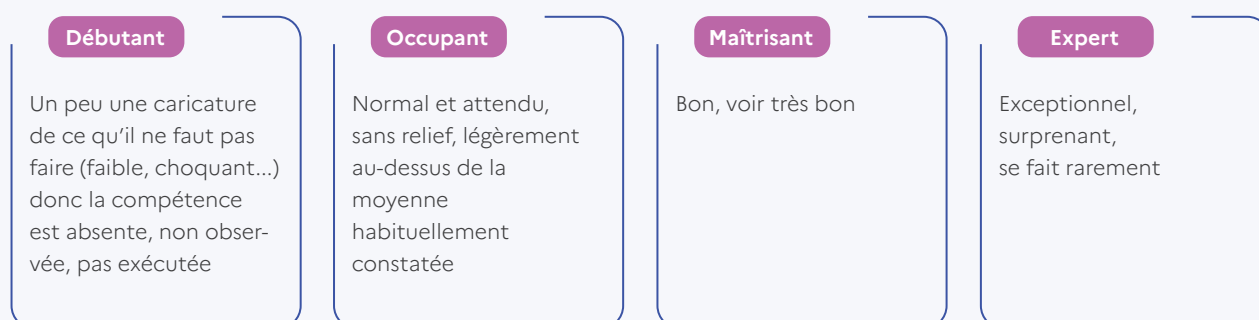 Débutant
Un peu une caricature
de ce qu'il ne faut pas
faire (faible, choquant...)
donc la compétence
est absente, non obser-
vée, pas exécutée
Occupant
Normal et attendu,
sans relief, légèrement
au-dessus de la
moyenne
habituellement
constatée
Maîtrisant
Bon, voir très bon
Expert
Exceptionnel,
surprenant,
se fait rarement